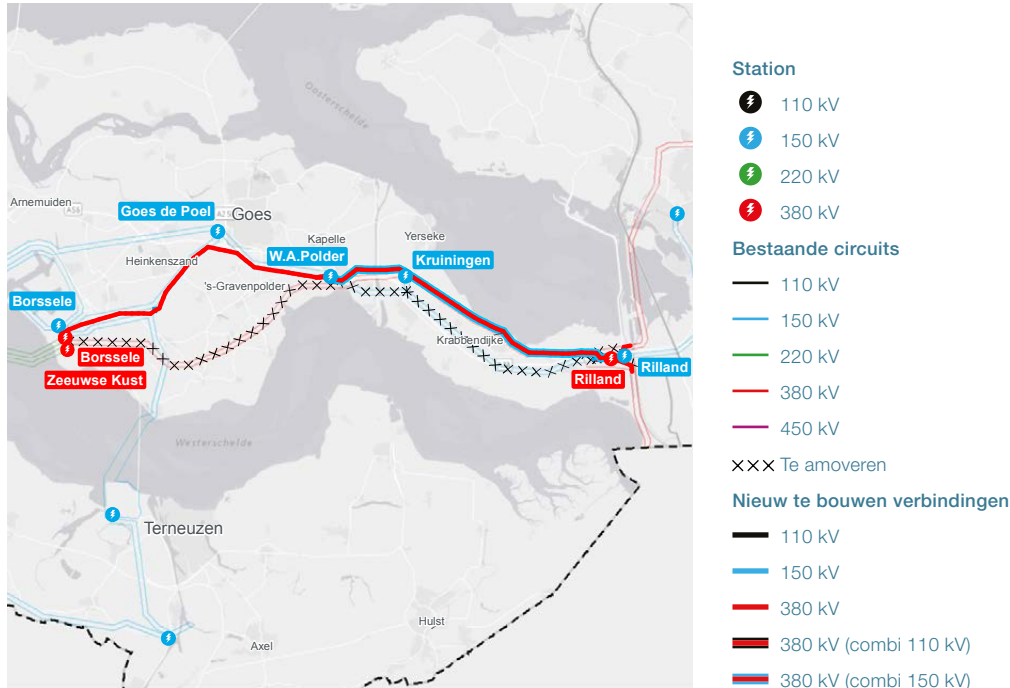 Oosterschelde
Arnemuiden
A58
Goes de Poel
Goes
Kapelle
Yerseke
Heinkenszand
W.A.Polder
Kruiningen
's-Gravenpolder
Borssele
Krabbendijke
Borssele
Zeeuwse Kust
Rilland
Rilland
Westerschelde
Terneuzen
Hulst
Axel
Station
110 kV
150 kV
220 kV
380 kV
Bestaande circuits
110 kV
150 kV
220 kV
380 kV
450 kV
Te amoveren
Nieuw te bouwen verbindingen
110 kV
150 kV
380 kV
380 kV (combi 110 kV)
380 kV (combi 150 kV)